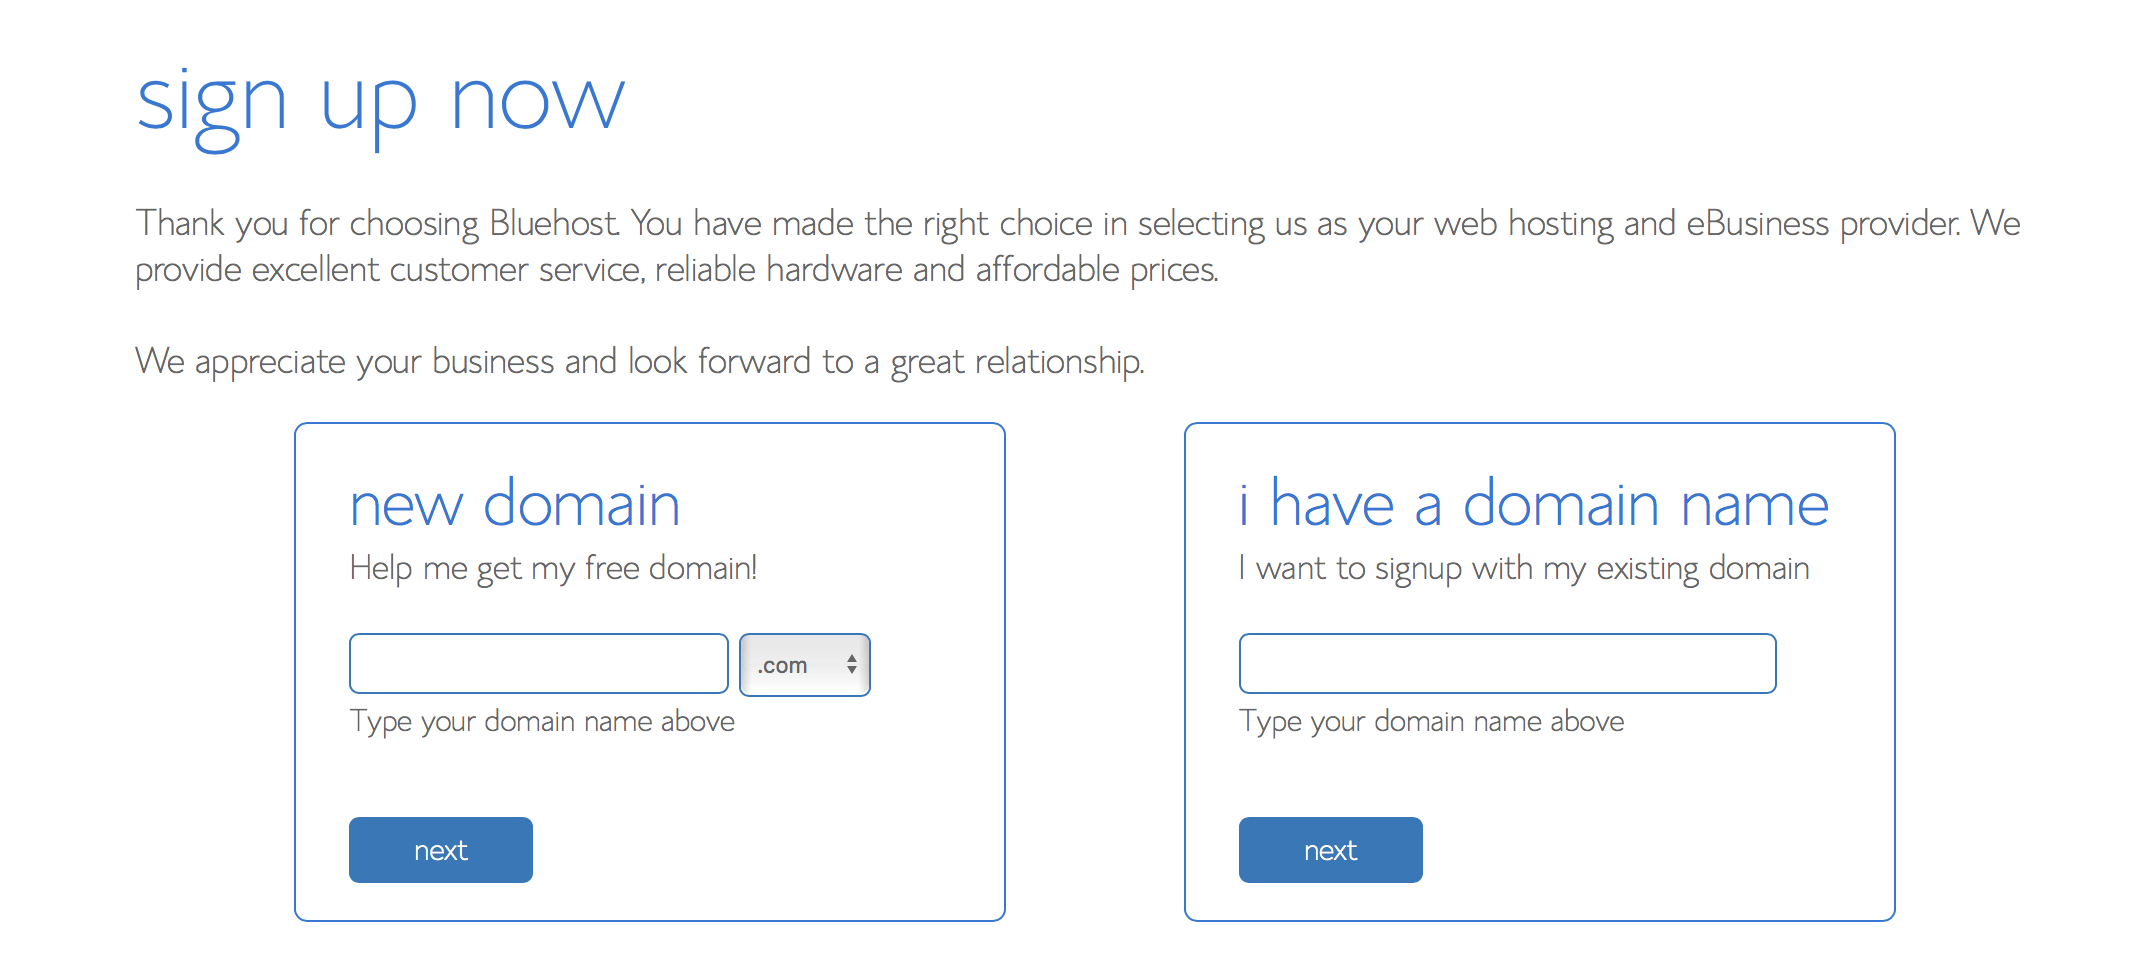 sign up now
Thank you for choosing Bluehost. You have made the right choice in selecting us as your web hosting and eBusiness provider. We
provide excellent customer service, reliable hardware and affordable prices.
We appreciate your business and look forward to a great relationship.
new domain
Help me get my free domain!
.com
Type your domain name above
next
i have a domain name
I want to signup with my existing domain
Type your domain name above
next